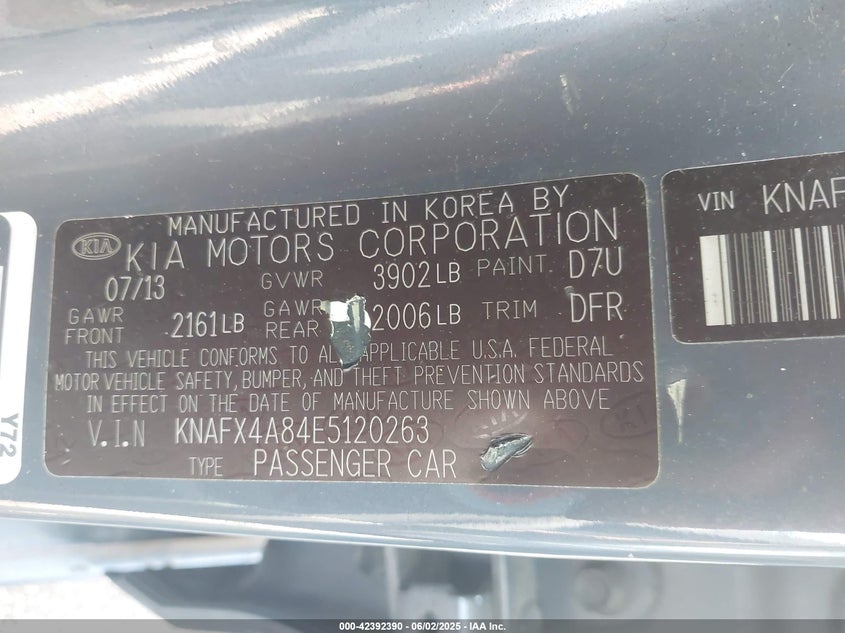 MANUFACTURED IN KOREA BY
KIA KIA MOTORS CORPORATION
07/13 GVWR 3902LB PAINT D7U
GAWR FRONT 2161LB GAWR REAR 2006LB TRIM DFR
THIS VEHICLE CONFORMS TO ALL APPLICABLE U.S.A. FEDERAL
MOTOR VEHICLE SAFETY, BUMPER, AND THEFT PREVENTION STANDARDS
IN EFFECT ON THE DATE OF MANUFACTURE SHOWN ABOVE
V.I.N KNAFX4A84E5120263
TYPE PASSENGER CAR
VIN KNAF
Y72
000-42392390 - 06/02/2025 - IAA Inc.